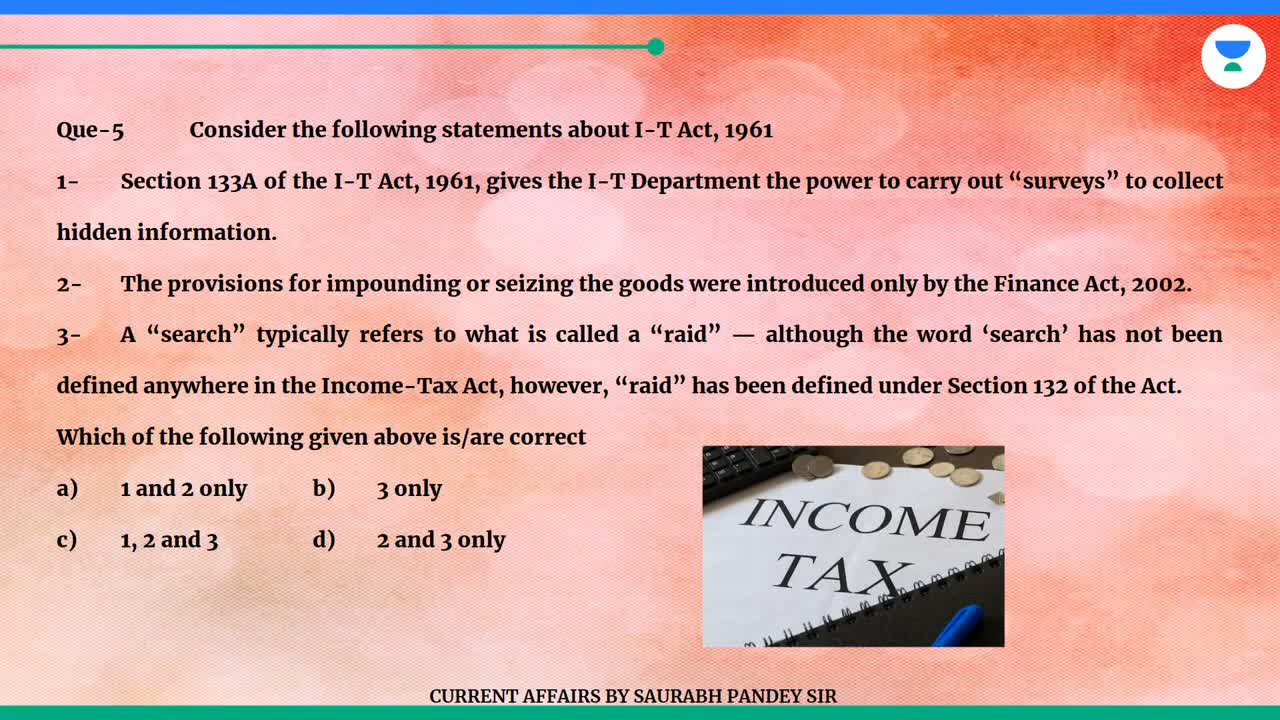 Que-5 Consider the following statements about I-T Act, 1961
1- Section 133A of the I-T Act, 1961, gives the I-T Department the power to carry out “surveys” to collect
hidden information.
2- The provisions for impounding or seizing the goods were introduced only by the Finance Act, 2002.
3- A “search” typically refers to what is called a “raid” — although the word ‘search’ has not been
defined anywhere in the Income-Tax Act, however, “raid” has been defined under Section 132 of the Act.
Which of the following given above is/are correct
a) 1 and 2 only b) 3 only
c) 1, 2 and 3 d) 2 and 3 only
INCOME
TAX
CURRENT AFFAIRS BY SAURABH PANDEY SIR